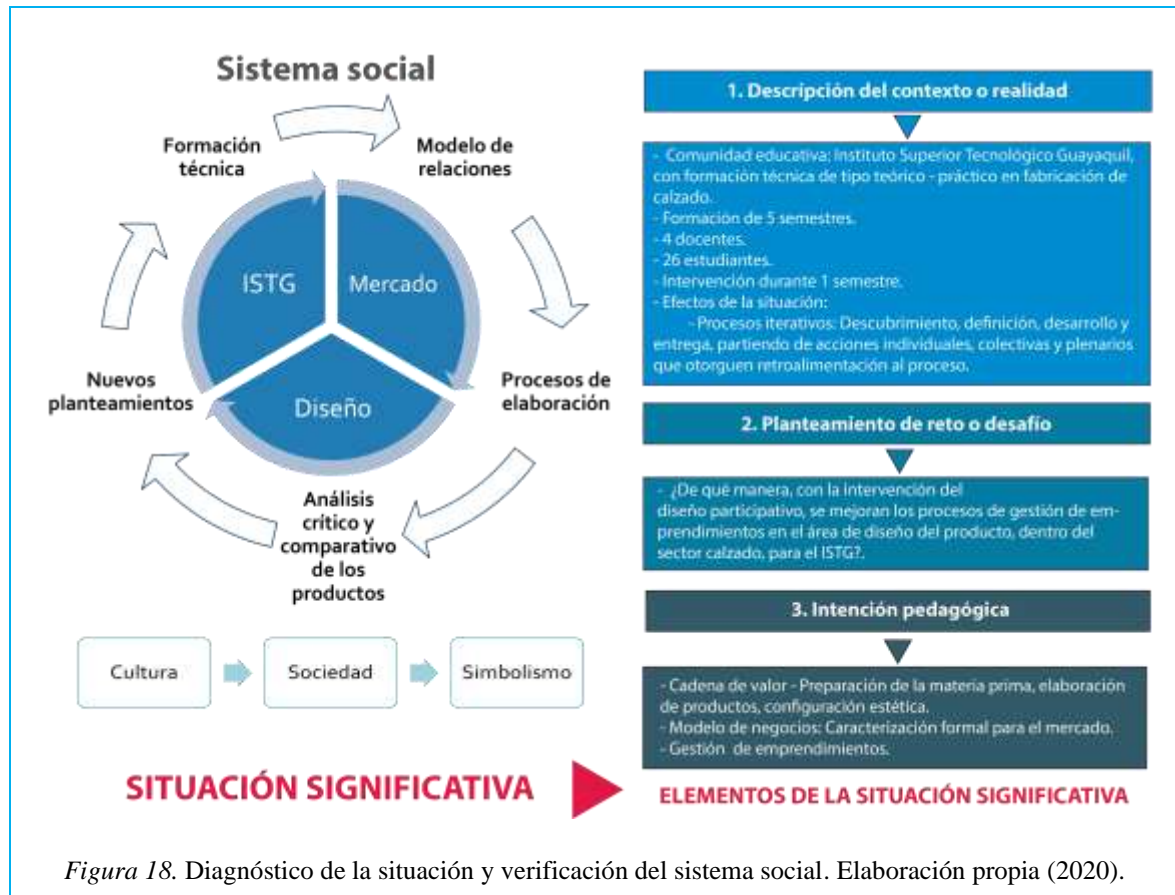 Sistema social
Formación
técnica
Modelo de
relaciones
ISTG
Mercado
Diseño
Nuevos
planteamientos
Procesos de
elaboración
Análisis
crítico y
comparativo
de los
productos
Cultura
Sociedad
Simbolismo
SITUACIÓN SIGNIFICATIVA
1. Descripción del contexto o realidad
- Comunidad educativa: Instituto Superior Tecnológico Guayaquil,
con formación técnica de tipo teórico - práctico en fabricación de
calzado.
- Formación de 5 semestres.
- 4 docentes.
- 26 estudiantes.
- Intervención durante 1 semestre.
- Efectos de la situación:
- Procesos iterativos: Descubrimiento, definición, desarrollo y
entrega, partiendo de acciones individuales, colectivas y plenarios
que otorguen retroalimentación al proceso.
2. Planteamiento de reto o desafío
- ¿De qué manera, con la intervención del
diseño participativo, se mejoran los procesos de gestión de em-
prendimientos en el área de diseño del producto, dentro del
sector calzado, para el ISTG?.
3. Intención pedagógica
- Cadena de valor - Preparación de la materia prima, elaboración
de productos, configuración estética.
- Modelo de negocios: Caracterización formal para el mercado.
- Gestión de emprendimientos.
ELEMENTOS DE LA SITUACIÓN SIGNIFICATIVA
Figura 18. Diagnóstico de la situación y verificación del sistema social. Elaboración propia (2020).